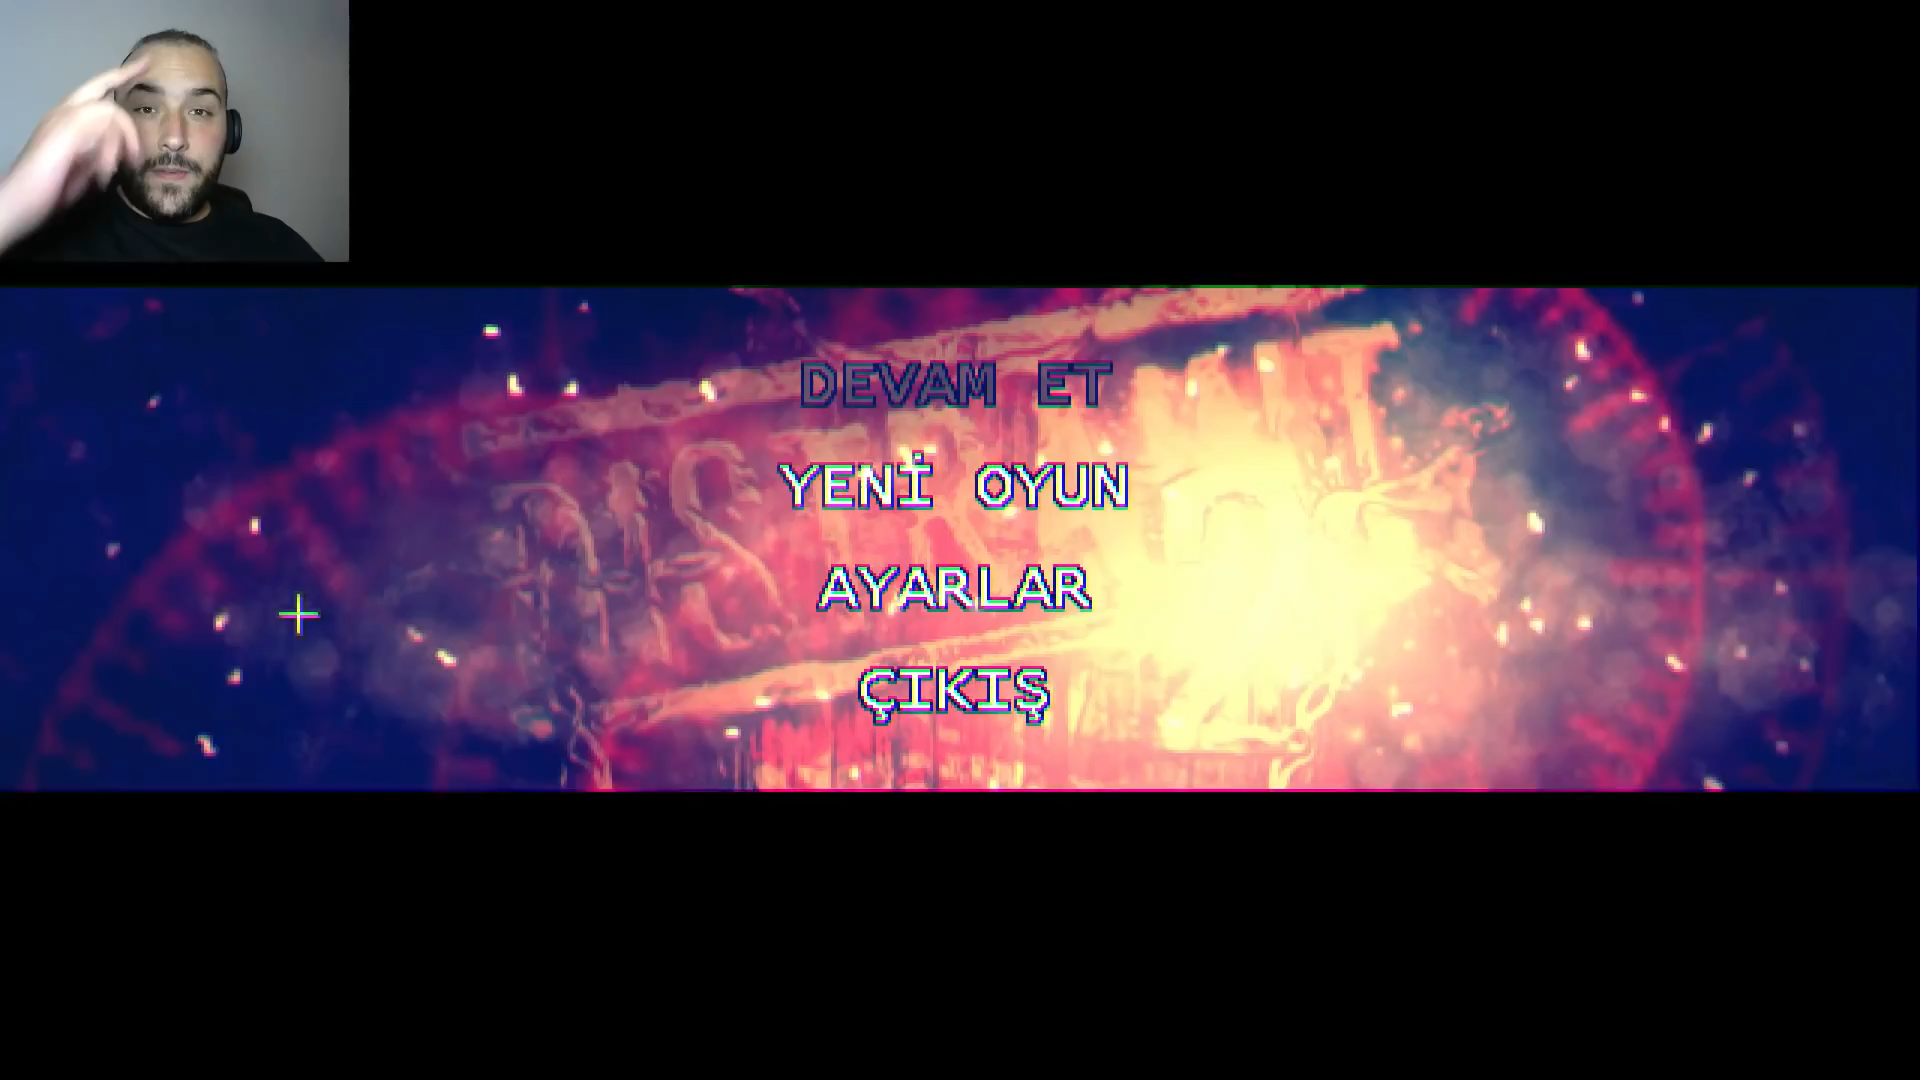 DEVAM ET
YENİ OYUN
AYARLAR
ÇIKIŞ